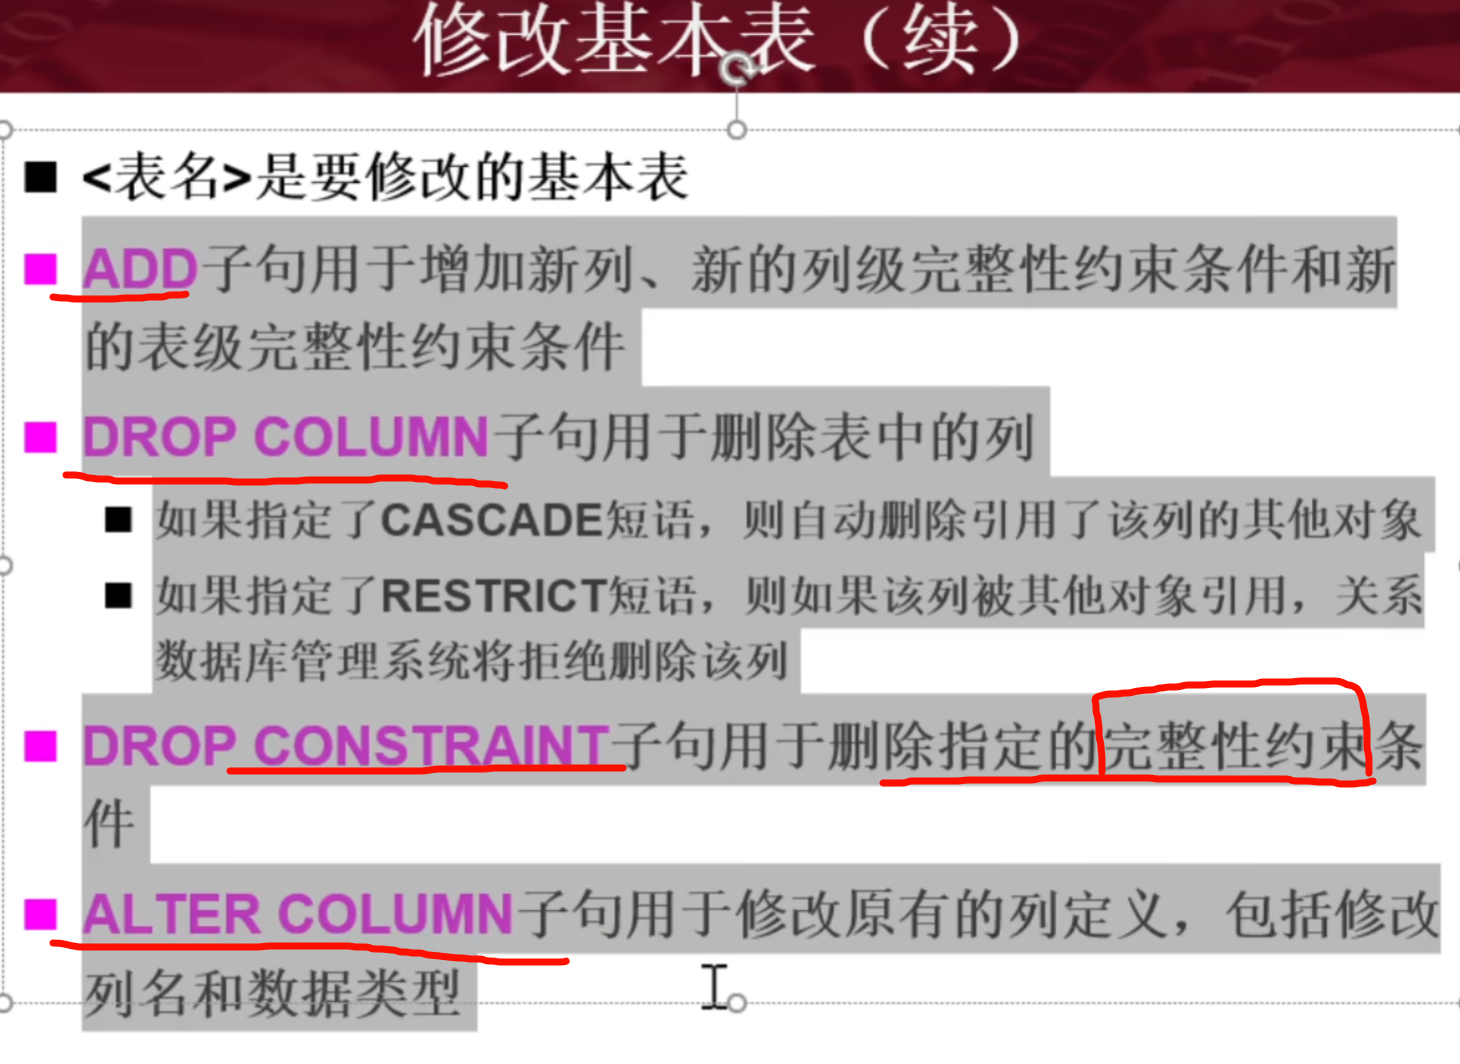 修改基本表（续）
<表名>是要修改的基本表
ADD子句用于增加新列、新的列级完整性约束条件和新
的表级完整性约束条件
DROP COLUMN子句用于删除表中的列
如果指定了CASCADE短语，则自动删除引用了该列的其他对象
如果指定了RESTRICT短语，则如果该列被其他对象引用，关系
数据库管理系统将拒绝删除该列
DROP CONSTRAINT子句用于删除指定的完整性约束条
件
ALTER COLUMN子句用于修改原有的列定义，包括修改
列名和数据类型